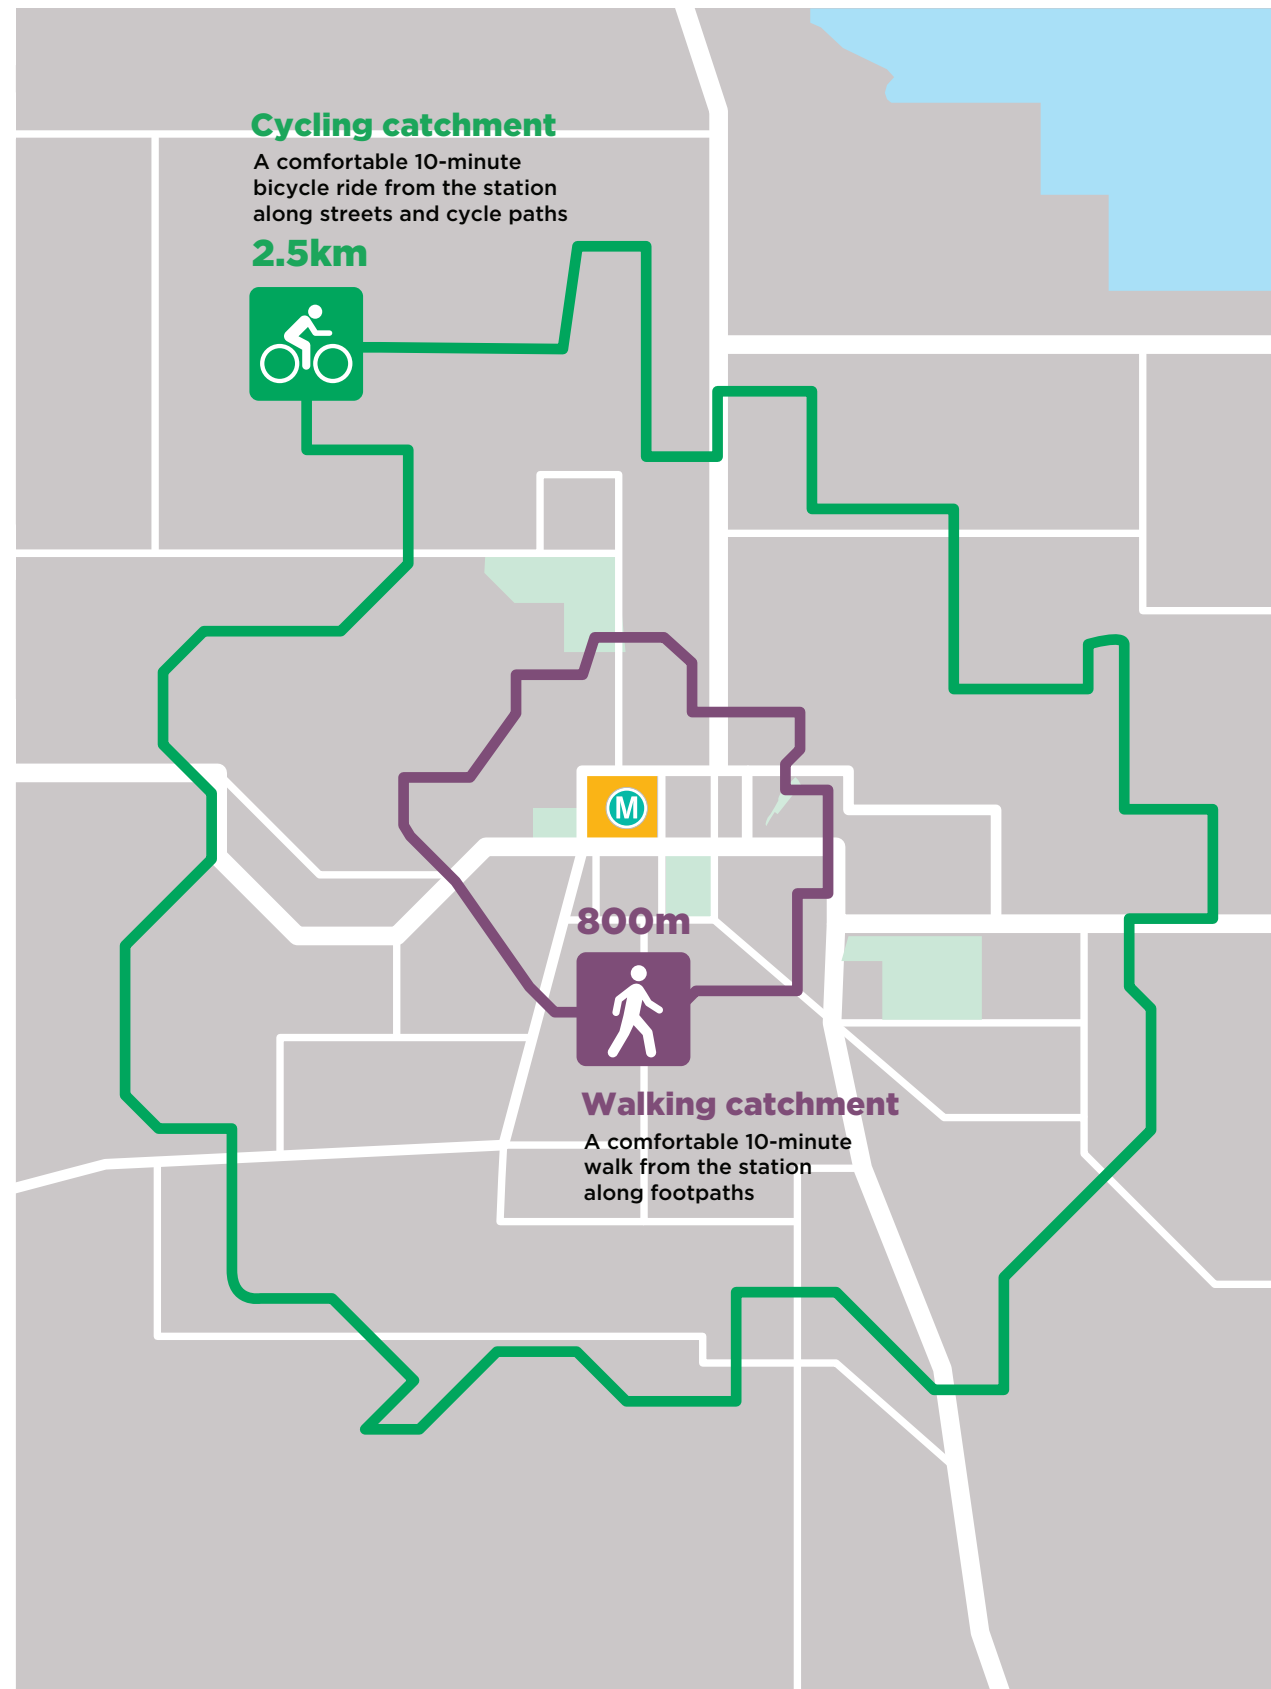 Cycling catchment
A comfortable 10-minute
bicycle ride from the station
along streets and cycle paths
2.5km
M
800m
Walking catchment
A comfortable 10-minute
walk from the station
along footpaths